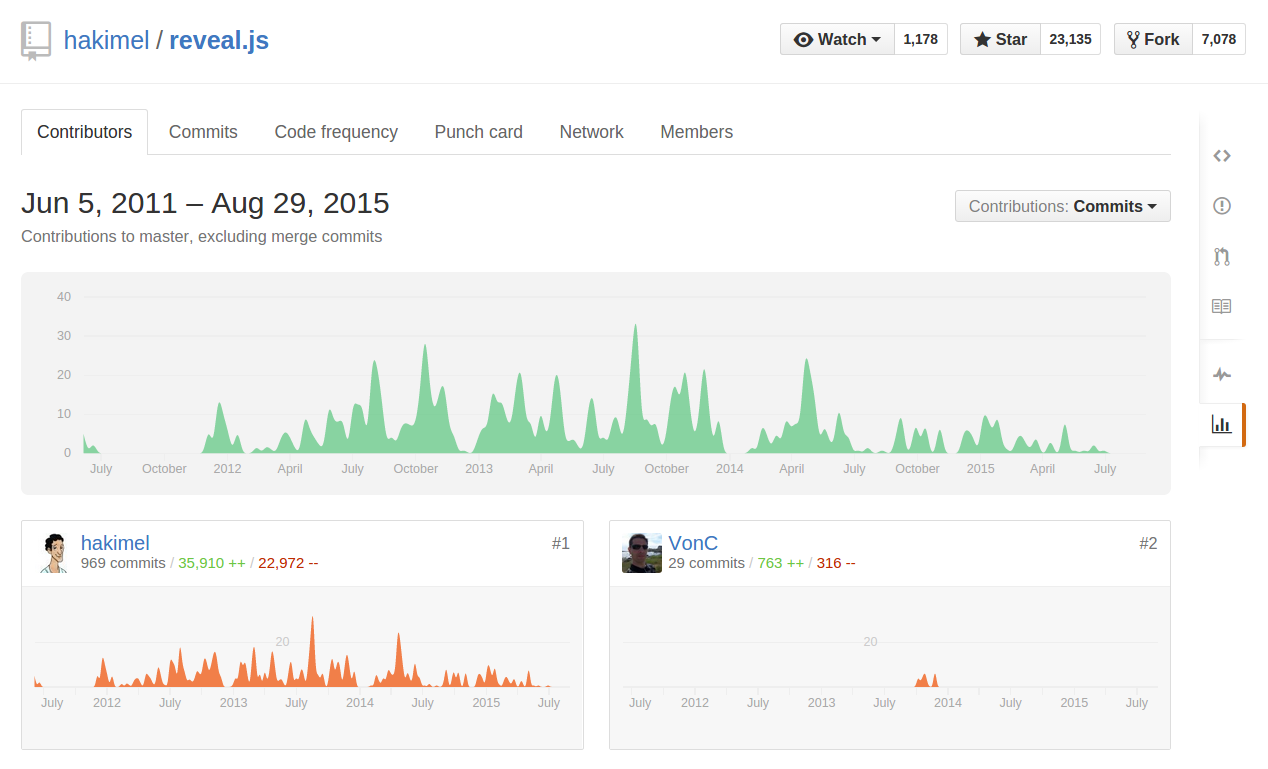 hakimel / reveal.js
Watch 1,178 Star 23,135 Fork 7,078
Contributors Commits Code frequency Punch card Network Members
Jun 5, 2011 – Aug 29, 2015
Contributions: Commits
Contributions to master, excluding merge commits
40
30
20
10
0
July October 2012 April July October 2013 April July October 2014 April July October 2015 April July
hakimel #1
969 commits / 35,910 ++ / 22,972 --
20
July 2012 July 2013 July 2014 July 2015 July
VonC #2
29 commits / 763 ++ / 316 --
20
July 2012 July 2013 July 2014 July 2015 July